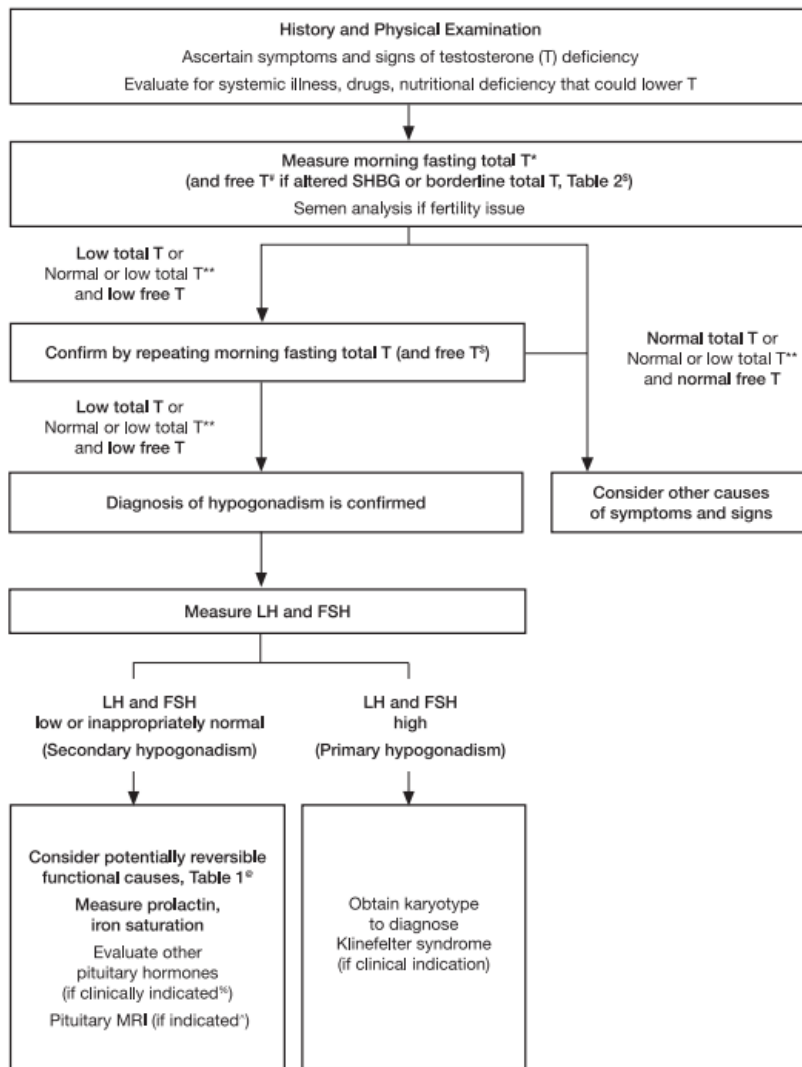 History and Physical Examination
Ascertain symptoms and signs of testosterone (T) deficiency
Evaluate for systemic illness, drugs, nutritional deficiency that could lower T
Measure morning fasting total T*
(and free T# if altered SHBG or borderline total T, Table 2$)
Semen analysis if fertility issue
Low total T or
Normal or low total T**
and low free T
Confirm by repeating morning fasting total T (and free T$)
Normal total T or
Normal or low total T**
and normal free T
Low total T or
Normal or low total T**
and low free T
Diagnosis of hypogonadism is confirmed
Consider other causes
of symptoms and signs
Measure LH and FSH
LH and FSH
low or inappropriately normal
(Secondary hypogonadism)
LH and FSH
high
(Primary hypogonadism)
Consider potentially reversible
functional causes, Table 1@
Measure prolactin,
iron saturation
Evaluate other
pituitary hormones
(if clinically indicated%)
Pituitary MRI (if indicated^)
Obtain karyotype
to diagnose
Klinefelter syndrome
(if clinical indication)